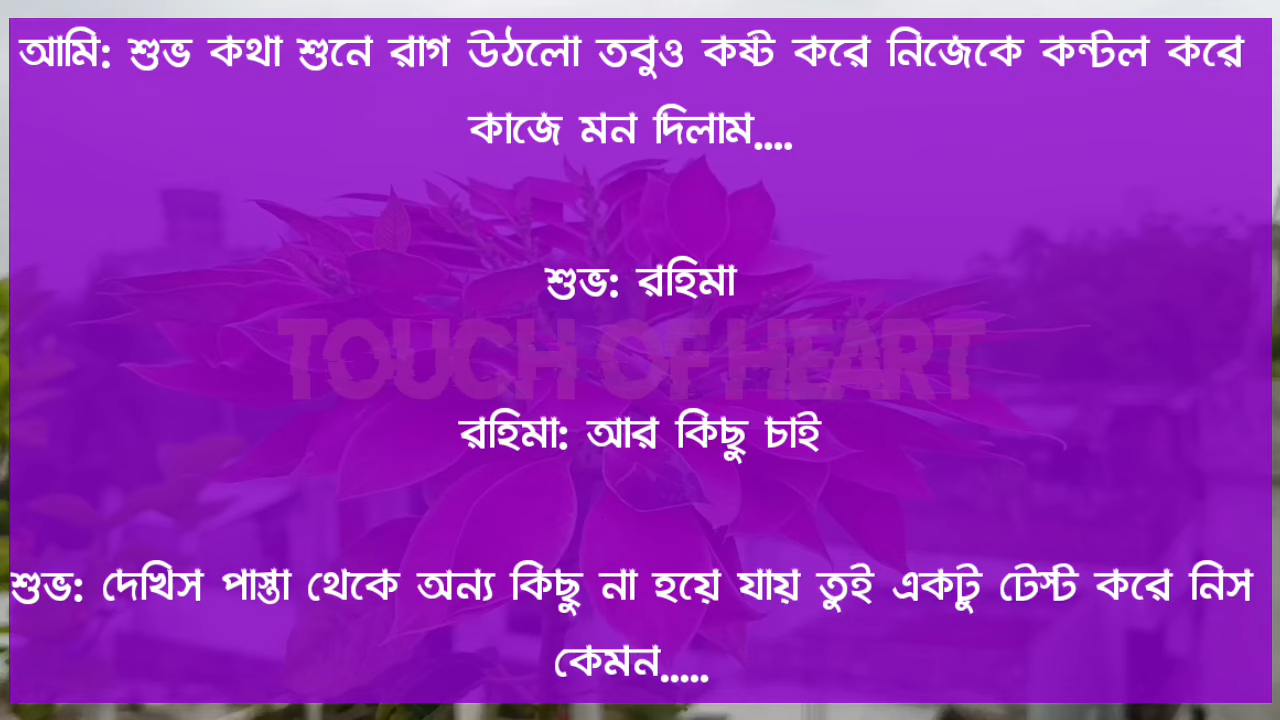 আমি: শুভ কথা শুনে রাগ উঠলো তবুও কষ্ট করে নিজেকে কন্টল করে
কাজে মন দিলাম....
শুভ: রহিমা
TOUCH OF HEART
রহিমা: আর কিছু চাই
শুভ: দেখিস পাস্তা থেকে অন্য কিছু না হয়ে যায় তুই একটু টেস্ট করে নিস
কেমন.....